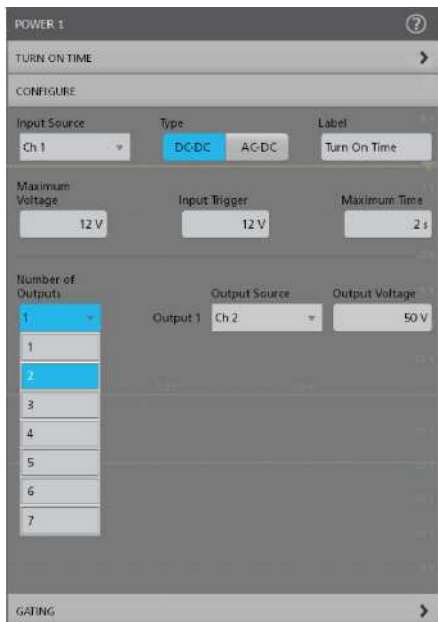 POWER 1
?
TURN ON TIME
CONFIGURE
Input Source Type Label
Ch 1 DC-DC AC-DC Turn On Time
Maximum
Voltage Input Trigger Maximum Time
12 V 12 V 2 s
Number of
Outputs Output Source Output Voltage
1 Output 1 Ch 2 50 V
1
2
3
4
5
6
7
GATING